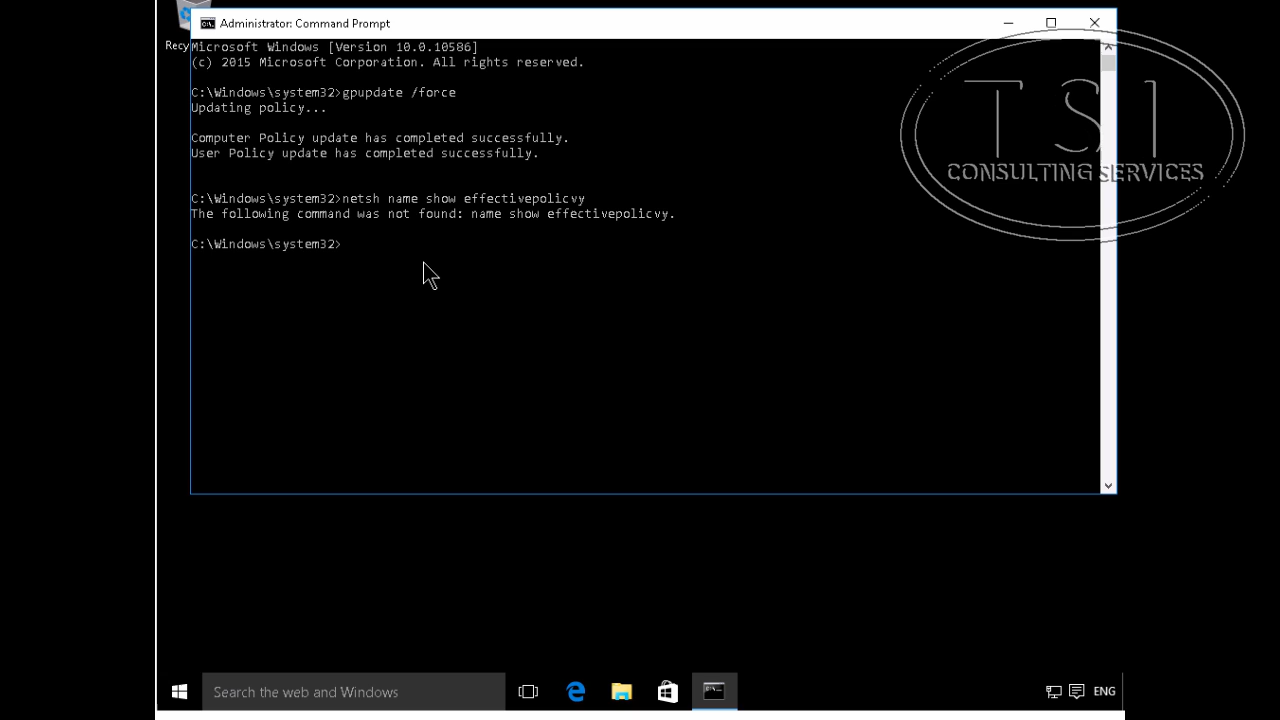 Administrator: Command Prompt
Recy
Microsoft Windows [Version 10.0.10586]
(c) 2015 Microsoft Corporation. All rights reserved.
C:\Windows\system32>gpupdate /force
Updating policy...
Computer Policy update has completed successfully.
User Policy update has completed successfully.
C:\Windows\system32>netsh name show effectivepolicvy
The following command was not found: name show effectivepolicvy.
C:\Windows\system32>
TSI
CONSULTING SERVICES
Search the web and Windows
ENG